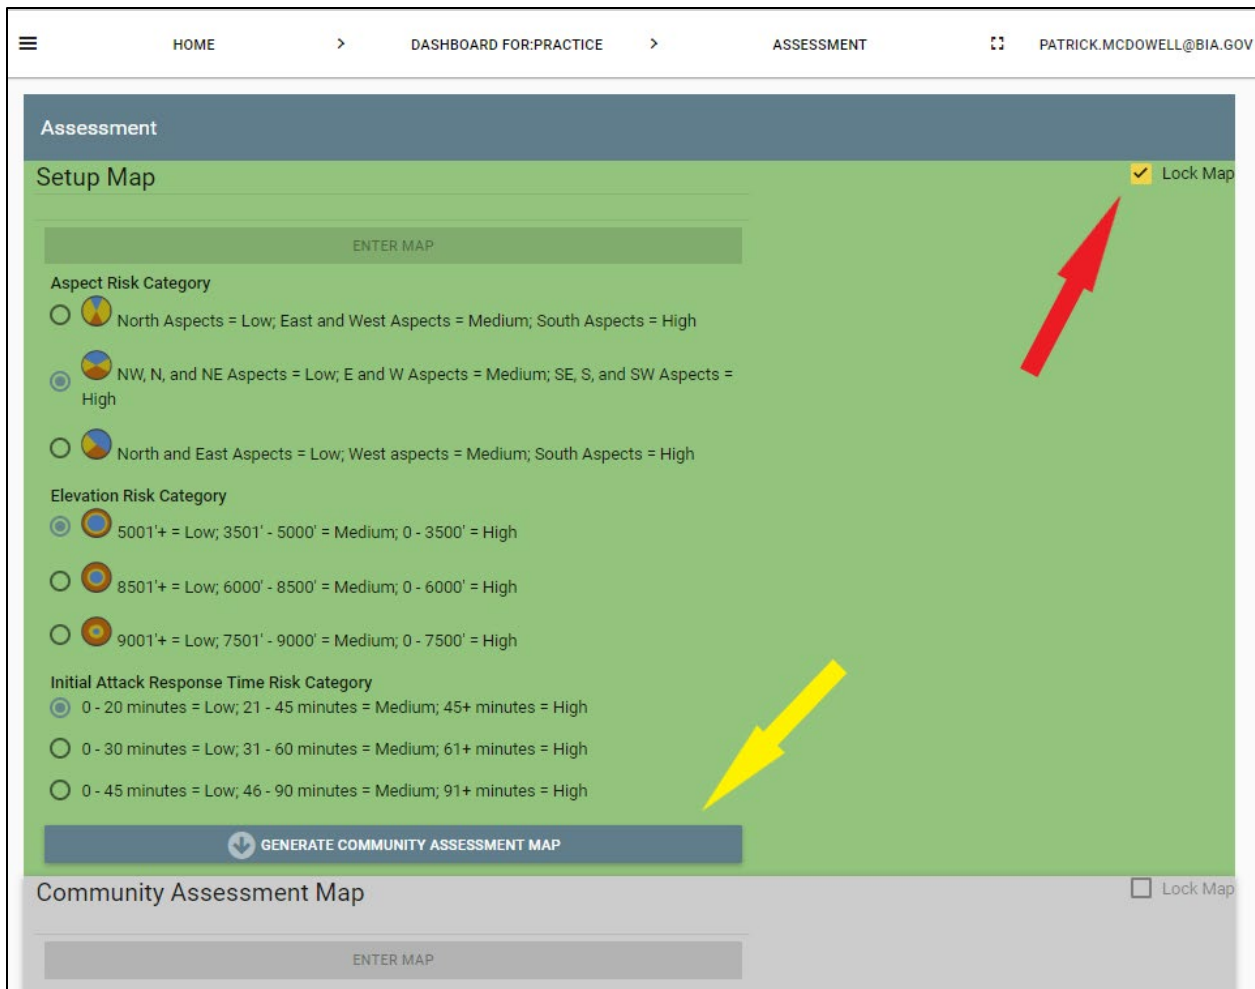 HOME > DASHBOARD FOR:PRACTICE > ASSESSMENT PATRICK.MCDOWELL@BIA.GOV
Assessment
Setup Map
Lock Map
ENTER MAP
Aspect Risk Category
North Aspects = Low; East and West Aspects = Medium; South Aspects = High
NW, N, and NE Aspects = Low; E and W Aspects = Medium; SE, S, and SW Aspects =
High
North and East Aspects = Low; West aspects = Medium; South Aspects = High
Elevation Risk Category
5001'+ = Low; 3501' - 5000' = Medium; 0 - 3500' = High
8501'+ = Low; 6000' - 8500' = Medium; 0 - 6000' = High
9001'+ = Low; 7501' - 9000' = Medium; 0 - 7500' = High
Initial Attack Response Time Risk Category
0 - 20 minutes = Low; 21 - 45 minutes = Medium; 45+ minutes = High
0 - 30 minutes = Low; 31 - 60 minutes = Medium; 61+ minutes = High
0 - 45 minutes = Low; 46 - 90 minutes = Medium; 91+ minutes = High
GENERATE COMMUNITY ASSESSMENT MAP
Community Assessment Map
Lock Map
ENTER MAP